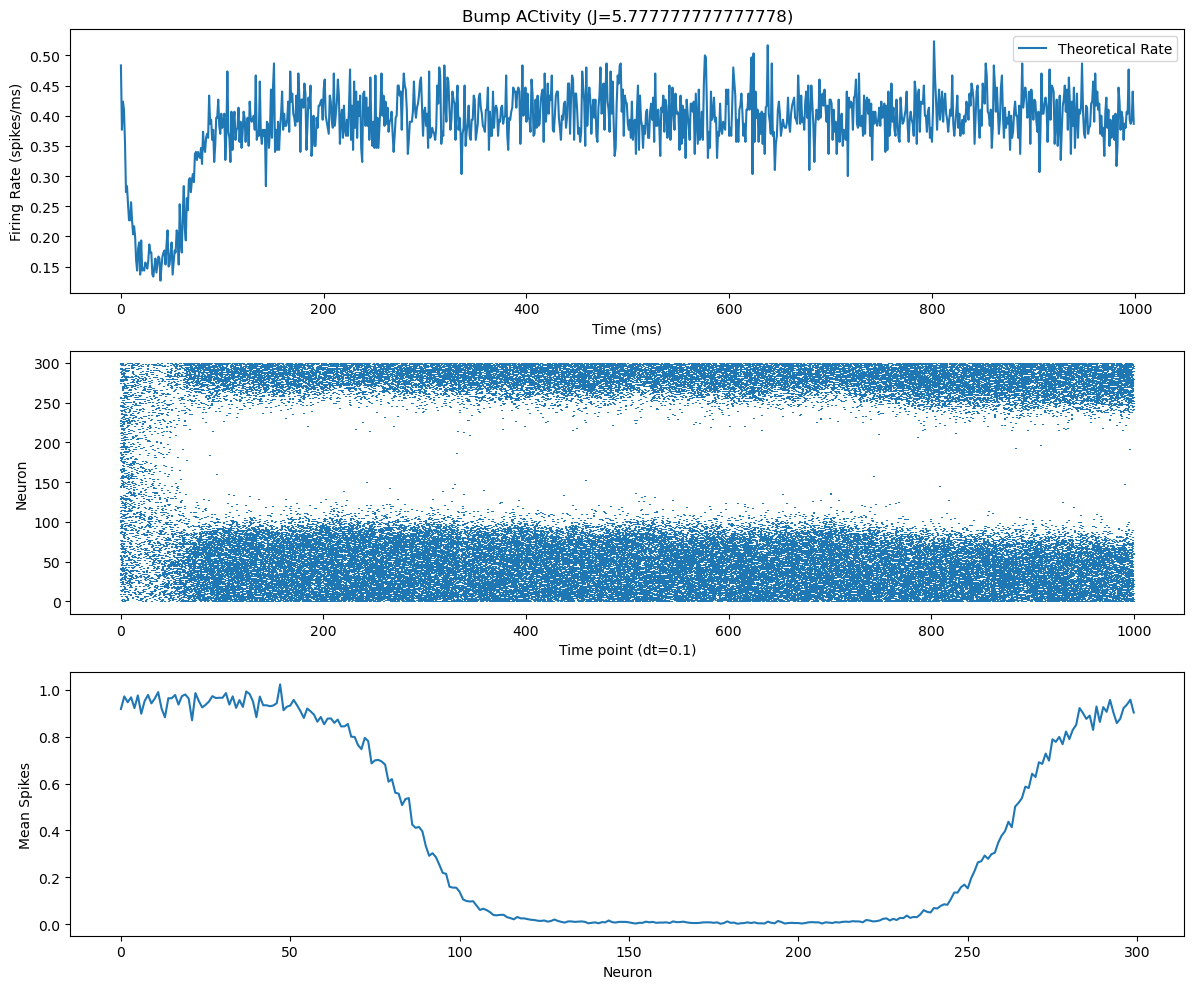 Bump ACtivity (J=5.777777777777778)
Theoretical Rate
Firing Rate (spikes/ms)
0.50
0.45
0.40
0.35
0.30
0.25
0.20
0.15
0 200 400 600 800 1000
Time (ms)
Neuron
300
250
200
150
100
50
0
0 200 400 600 800 1000
Time point (dt=0.1)
Mean Spikes
1.0
0.8
0.6
0.4
0.2
0.0
0 50 100 150 200 250 300
Neuron